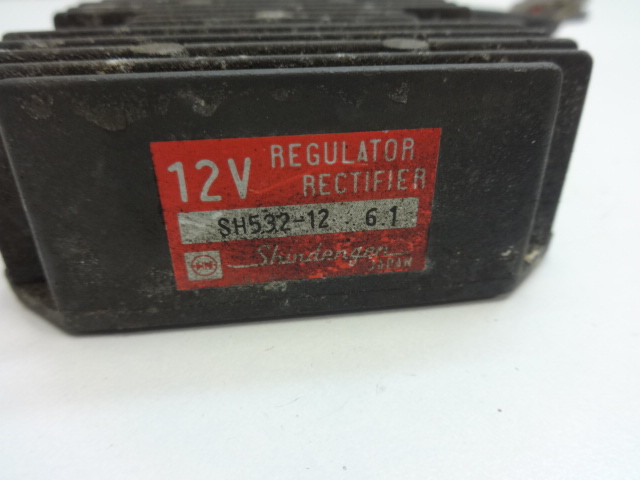 12V REGULATOR
RECTIFIER
SH532-12 6.1
Shindengen
JAPAN